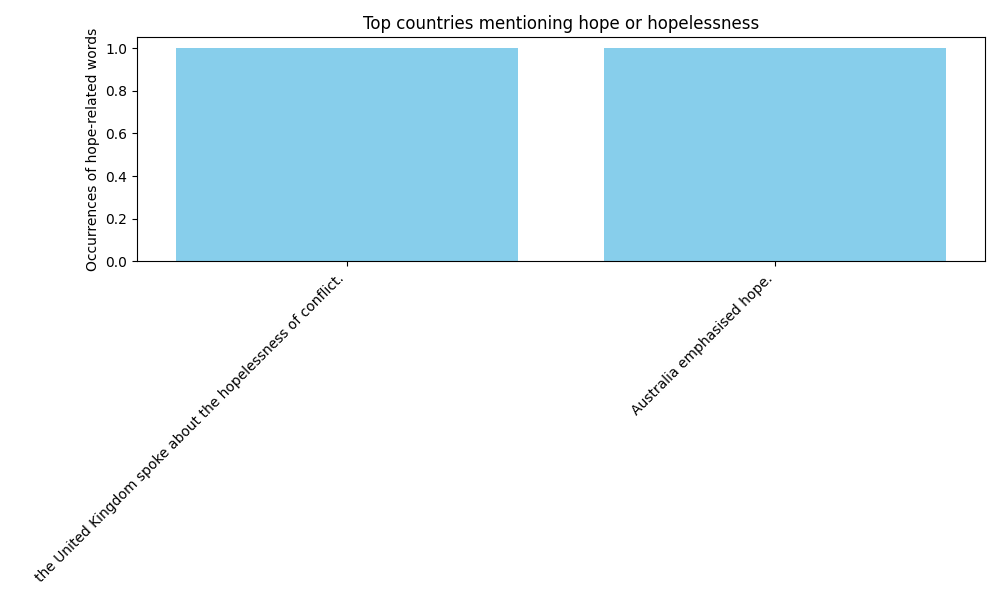 Top countries mentioning hope or hopelessness
Occurrences of hope-related words
1.0
0.8
0.6
0.4
0.2
0.0
the United Kingdom spoke about the hopelessness of conflict.
Australia emphasised hope.